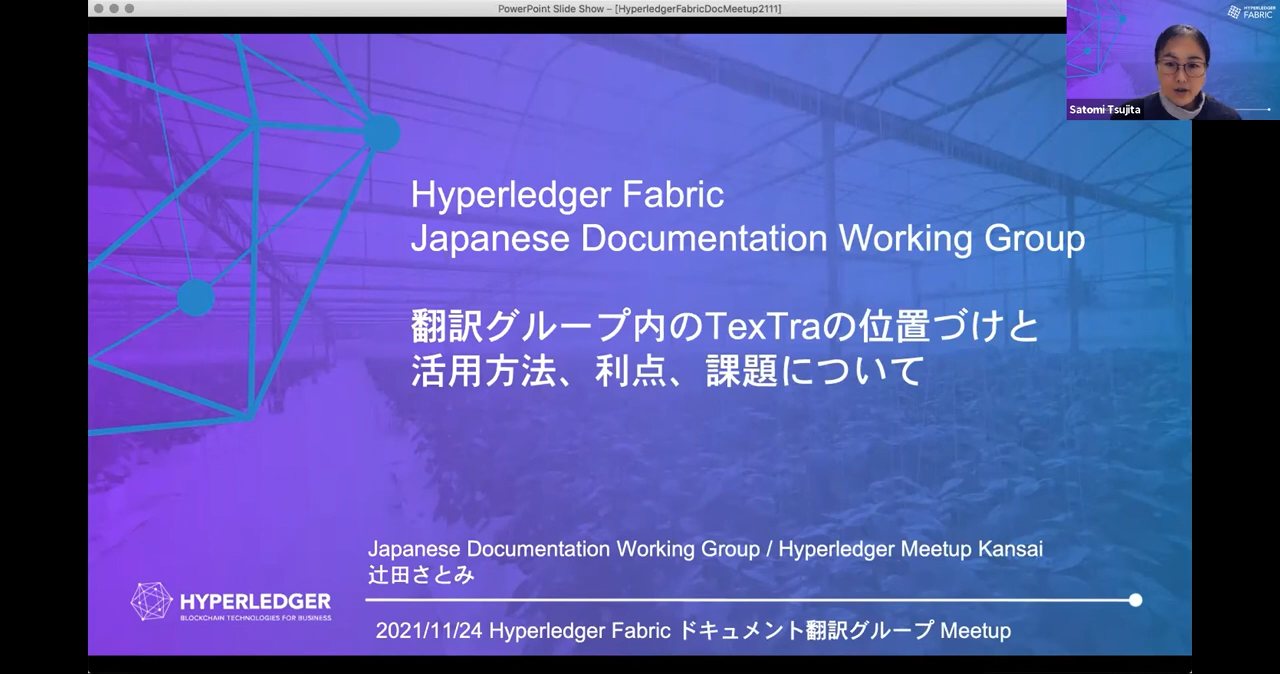 PowerPoint Slide Show – [HyperledgerFabricDocMeetup2111]
HYPERLEDGER
FABRIC
Satomi Tsujita
Hyperledger Fabric
Japanese Documentation Working Group
翻訳グループ内のTexTraの位置づけと
活用方法、利点、課題について
Japanese Documentation Working Group / Hyperledger Meetup Kansai
辻田さとみ
HYPERLEDGER
BLOCKCHAIN TECHNOLOGIES FOR BUSINESS
2021/11/24 Hyperledger Fabric ドキュメント翻訳グループ Meetup